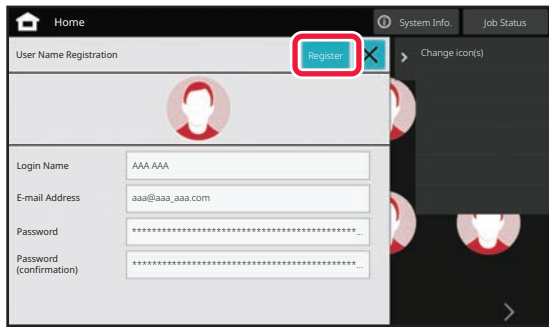 Home
System Info.
Job Status
User Name Registration
Register
Change icon(s)
Login Name
AAA AAA
E-mail Address
aaa@aaa_aaa.com
Password
**********************************************...
Password
(confirmation)
**********************************************...